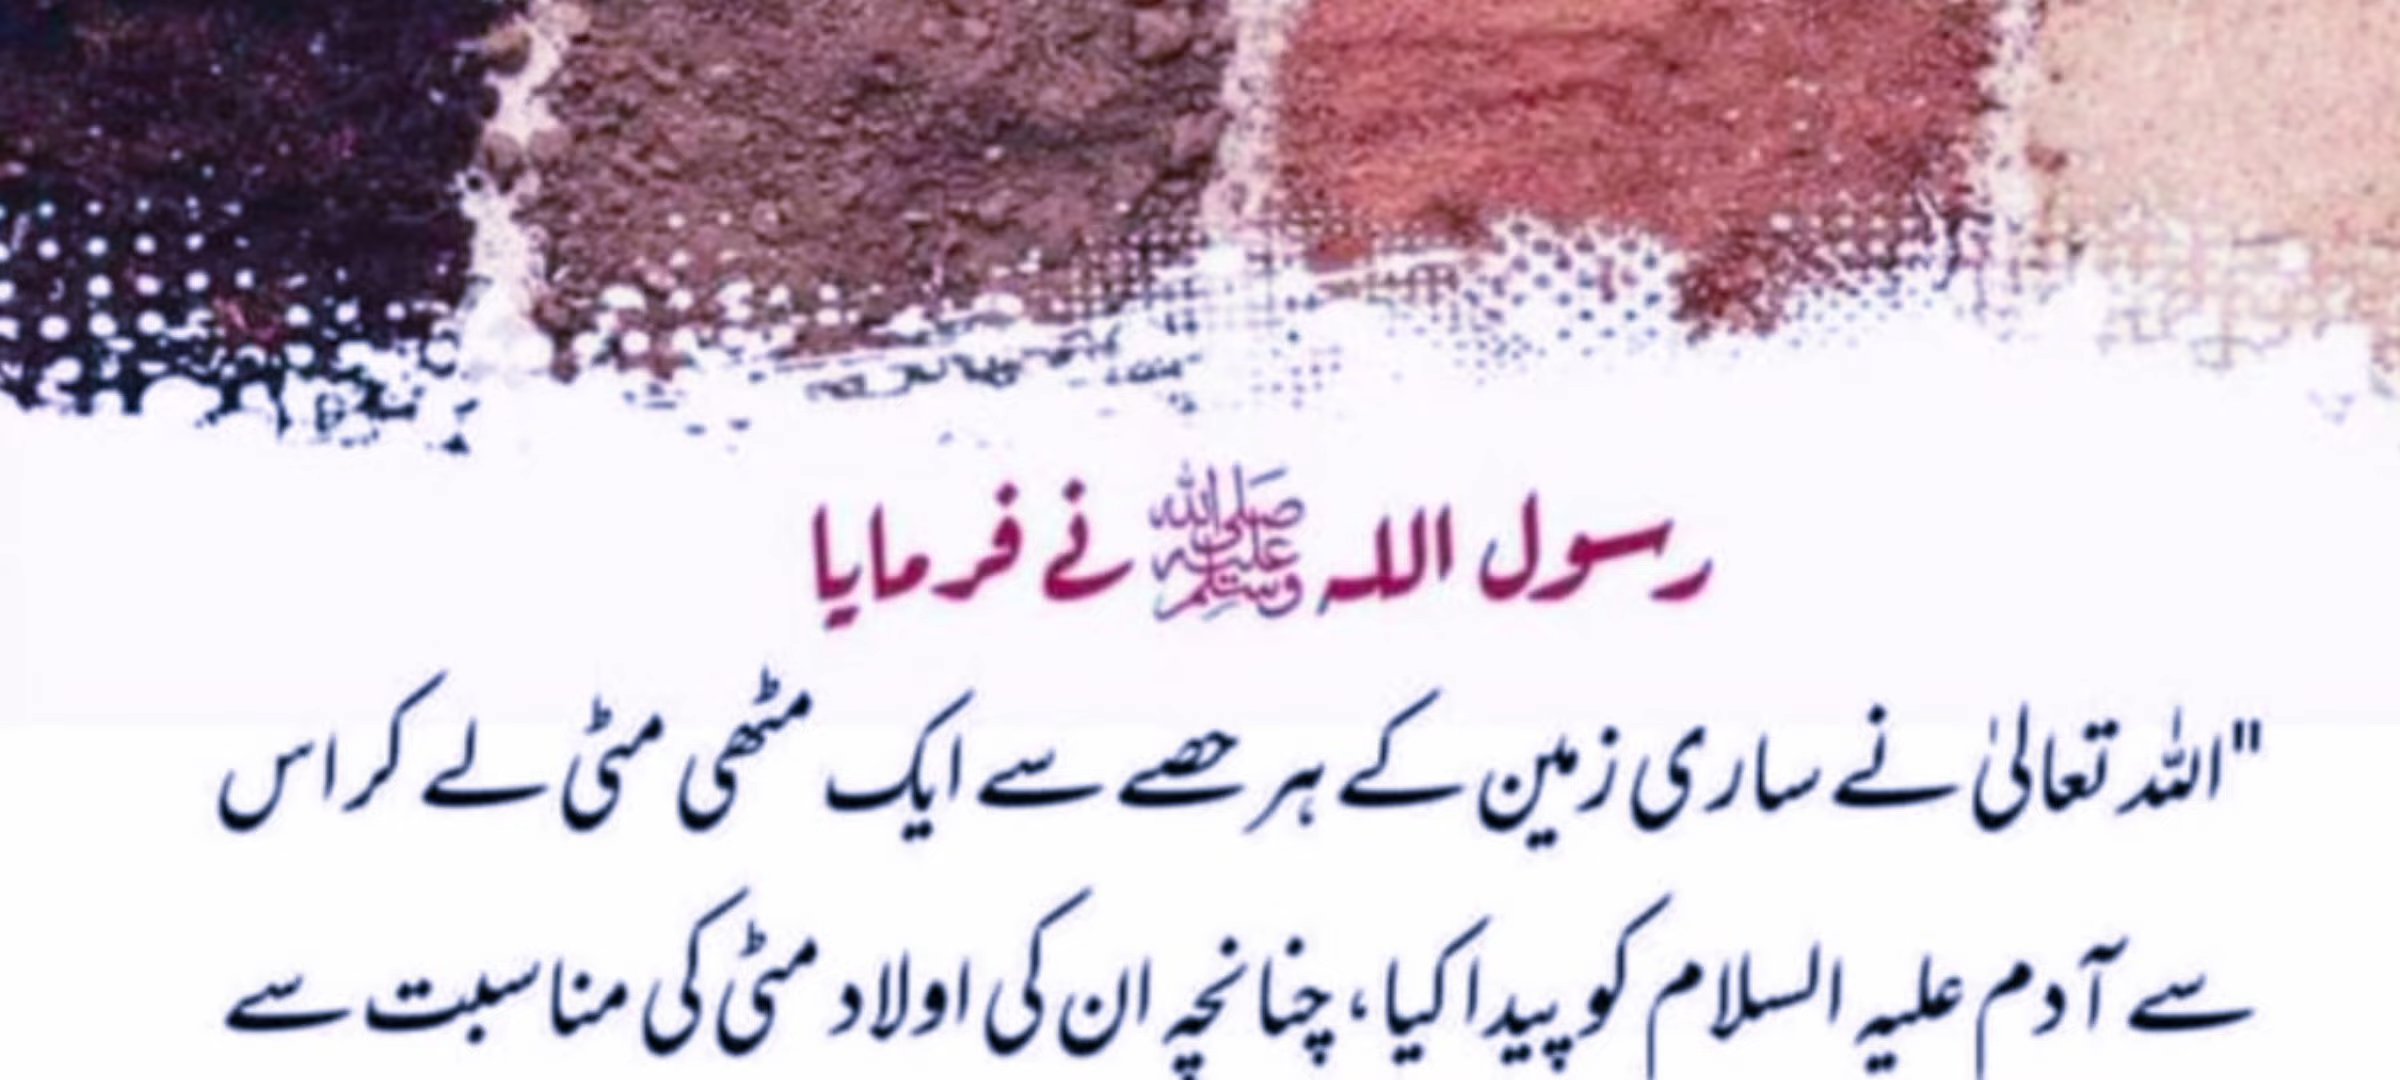 رسول اللہ ﷺ نے فرمایا
"اللہ تعالیٰ نے ساری زمین کے ہر حصے سے ایک مٹھی مٹی لے کر اس
سے آدم علیہ السلام کو پیدا کیا، چنانچہ ان کی اولاد مٹی کی مناسبت سے